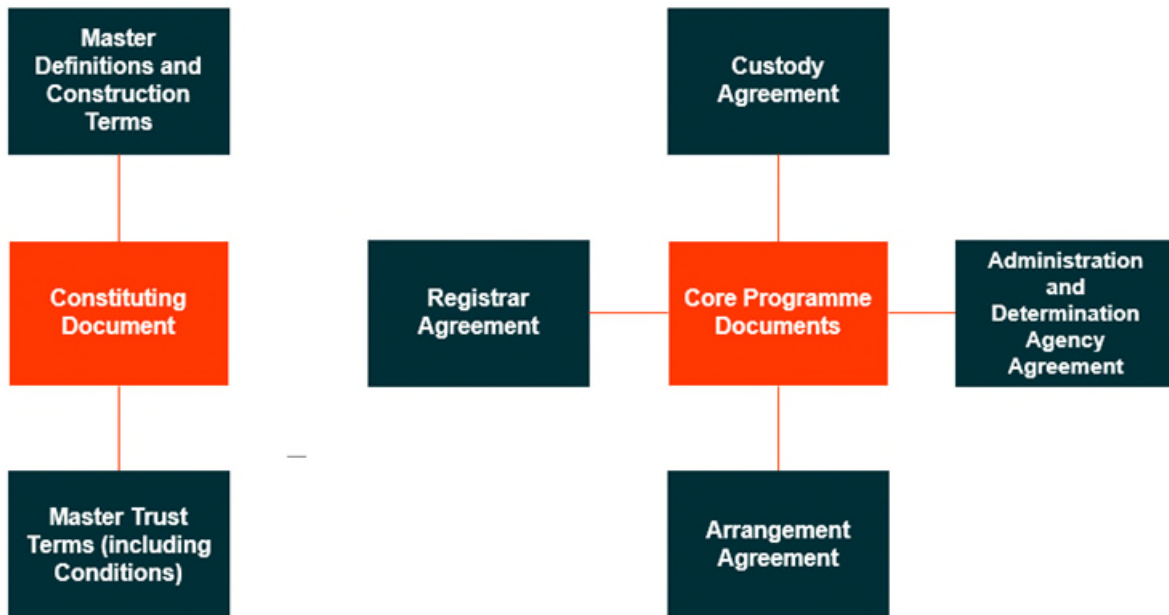 Master
Definitions and
Construction
Terms
Constituting
Document
Master Trust
Terms (including
Conditions)
Custody
Agreement
Registrar
Agreement
Core Programme
Documents
Administration
and
Determination
Agency
Agreement
Arrangement
Agreement